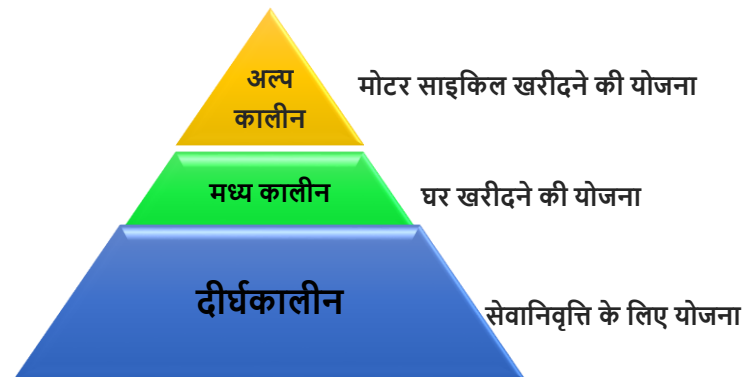 अल्प
कालीन
मोटर साइकिल खरीदने की योजना
मध्य कालीन
घर खरीदने की योजना
दीर्घकालीन
सेवानिवृत्ति के लिए योजना